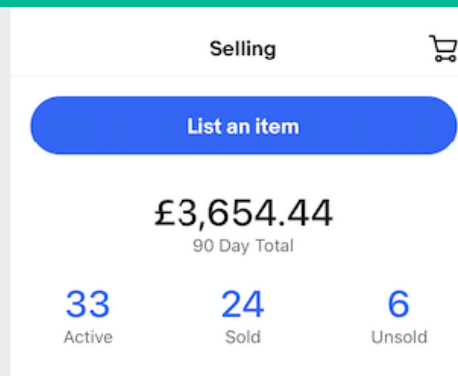 Selling
List an item
£3,654.44
90 Day Total
33 24 6
Active Sold Unsold